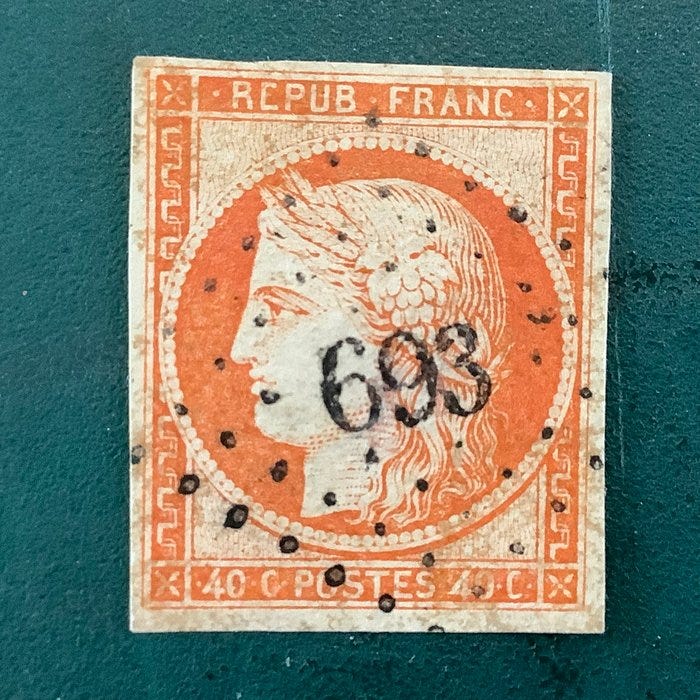 · REPUB · FRANC ·
693
· 40 · C · POSTES · 40 · C ·